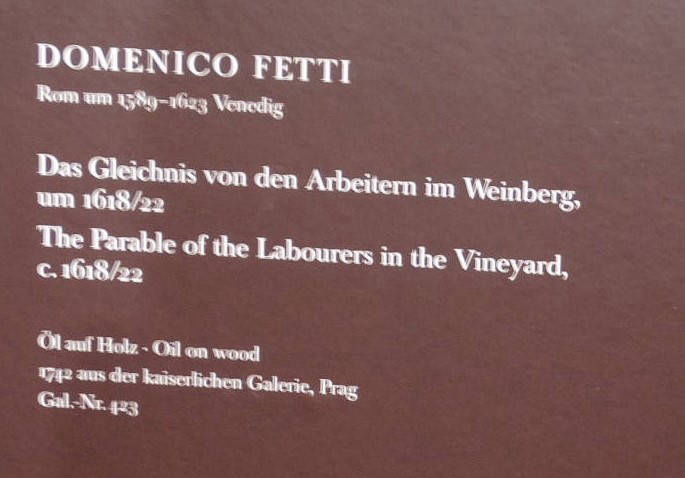 DOMENICO FETTI
Rom um 1589–1623 Venedig
Das Gleichnis von den Arbeitern im Weinberg,
um 1618/22
The Parable of the Labourers in the Vineyard,
c. 1618/22
Öl auf Holz - Oil on wood
1742 aus der kaiserlichen Galerie, Prag
Gal.-Nr. 423